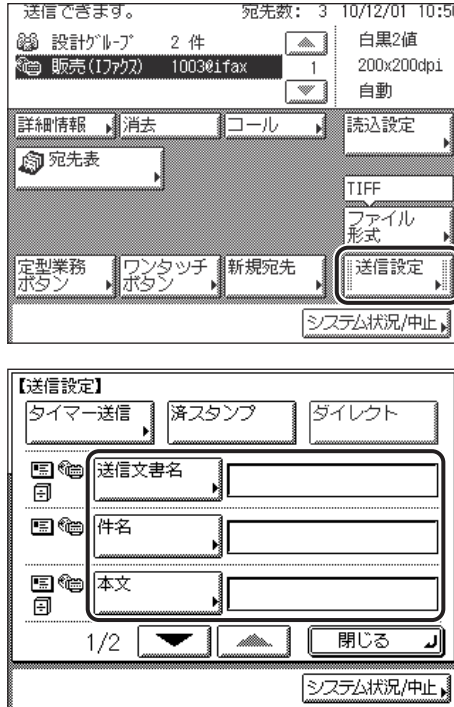 送信できます。 宛先数: 3 10/12/01 10:50
設計グループ 2 件
販売(Iファクス) 1003@ifax
1
白黒2値
200x200dpi
自動
詳細情報 消去 コール 読込設定
宛先表
TIFF
ファイル
形式
定型業務
ボタン
ワンタッチ
ボタン
新規宛先
送信設定
システム状況/中止
【送信設定】
タイマー送信 済スタンプ ダイレクト
送信文書名
件名
本文
1/2 閉じる
システム状況/中止